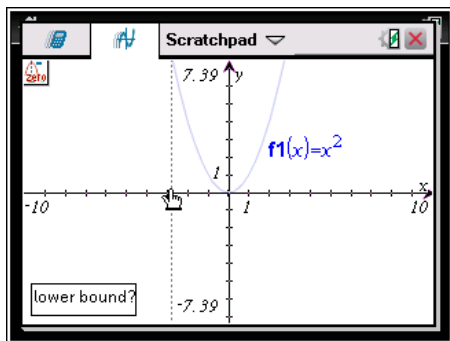 Scratchpad
zero
7.39
y
f1(x)=x²
1
x
-10
1
10
lower bound?
-7.39